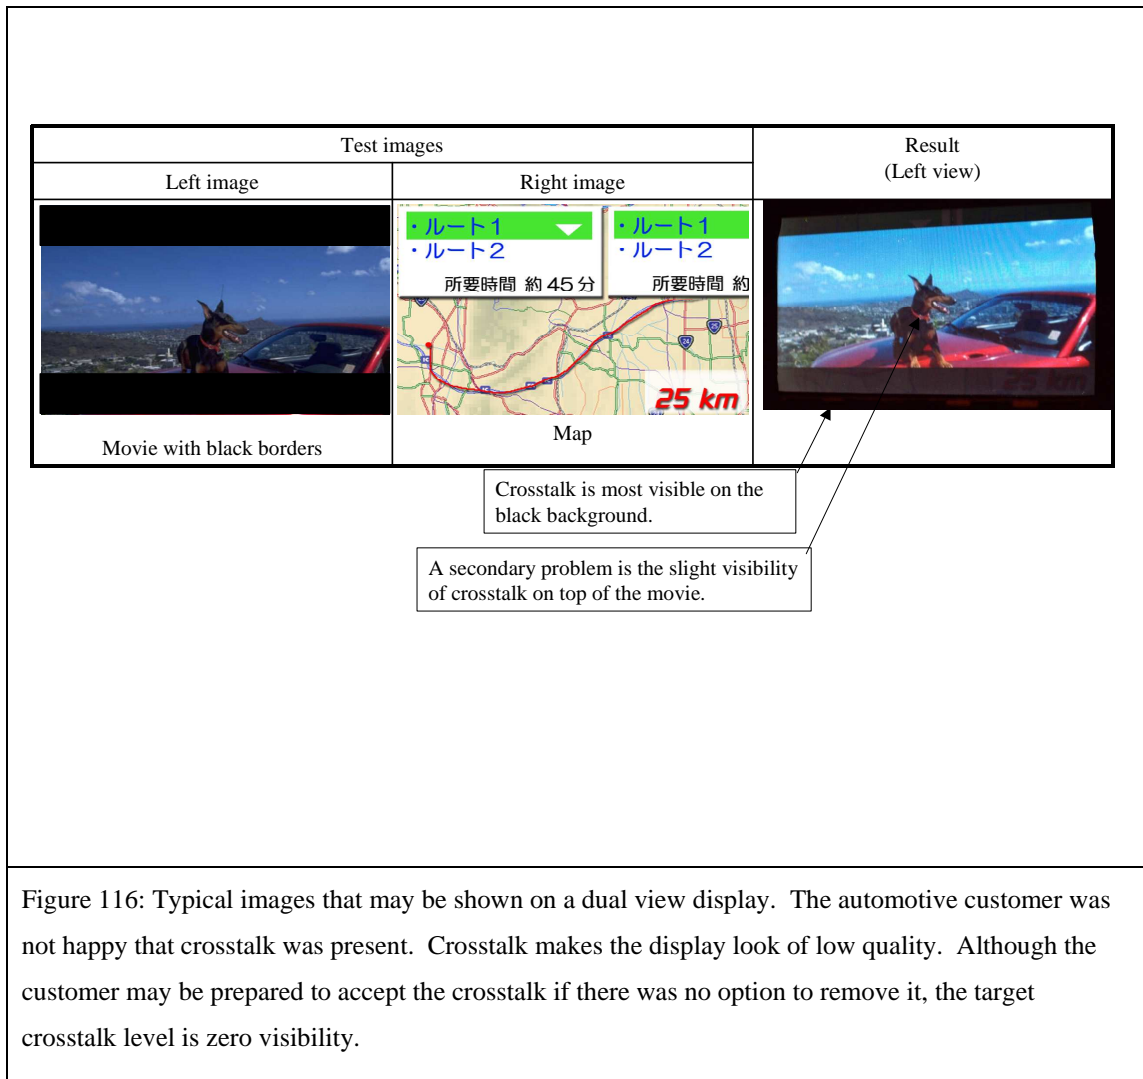 Test images
Result
(Left view)
Left image
Right image
・ルート1
・ルート2
所要時間 約 45 分
・ルート1
・ルート2
所要時間 約
25 km
25 km
Movie with black borders
Map
Crosstalk is most visible on the
black background.
A secondary problem is the slight visibility
of crosstalk on top of the movie.
Figure 116: Typical images that may be shown on a dual view display. The automotive customer was
not happy that crosstalk was present. Crosstalk makes the display look of low quality. Although the
customer may be prepared to accept the crosstalk if there was no option to remove it, the target
crosstalk level is zero visibility.